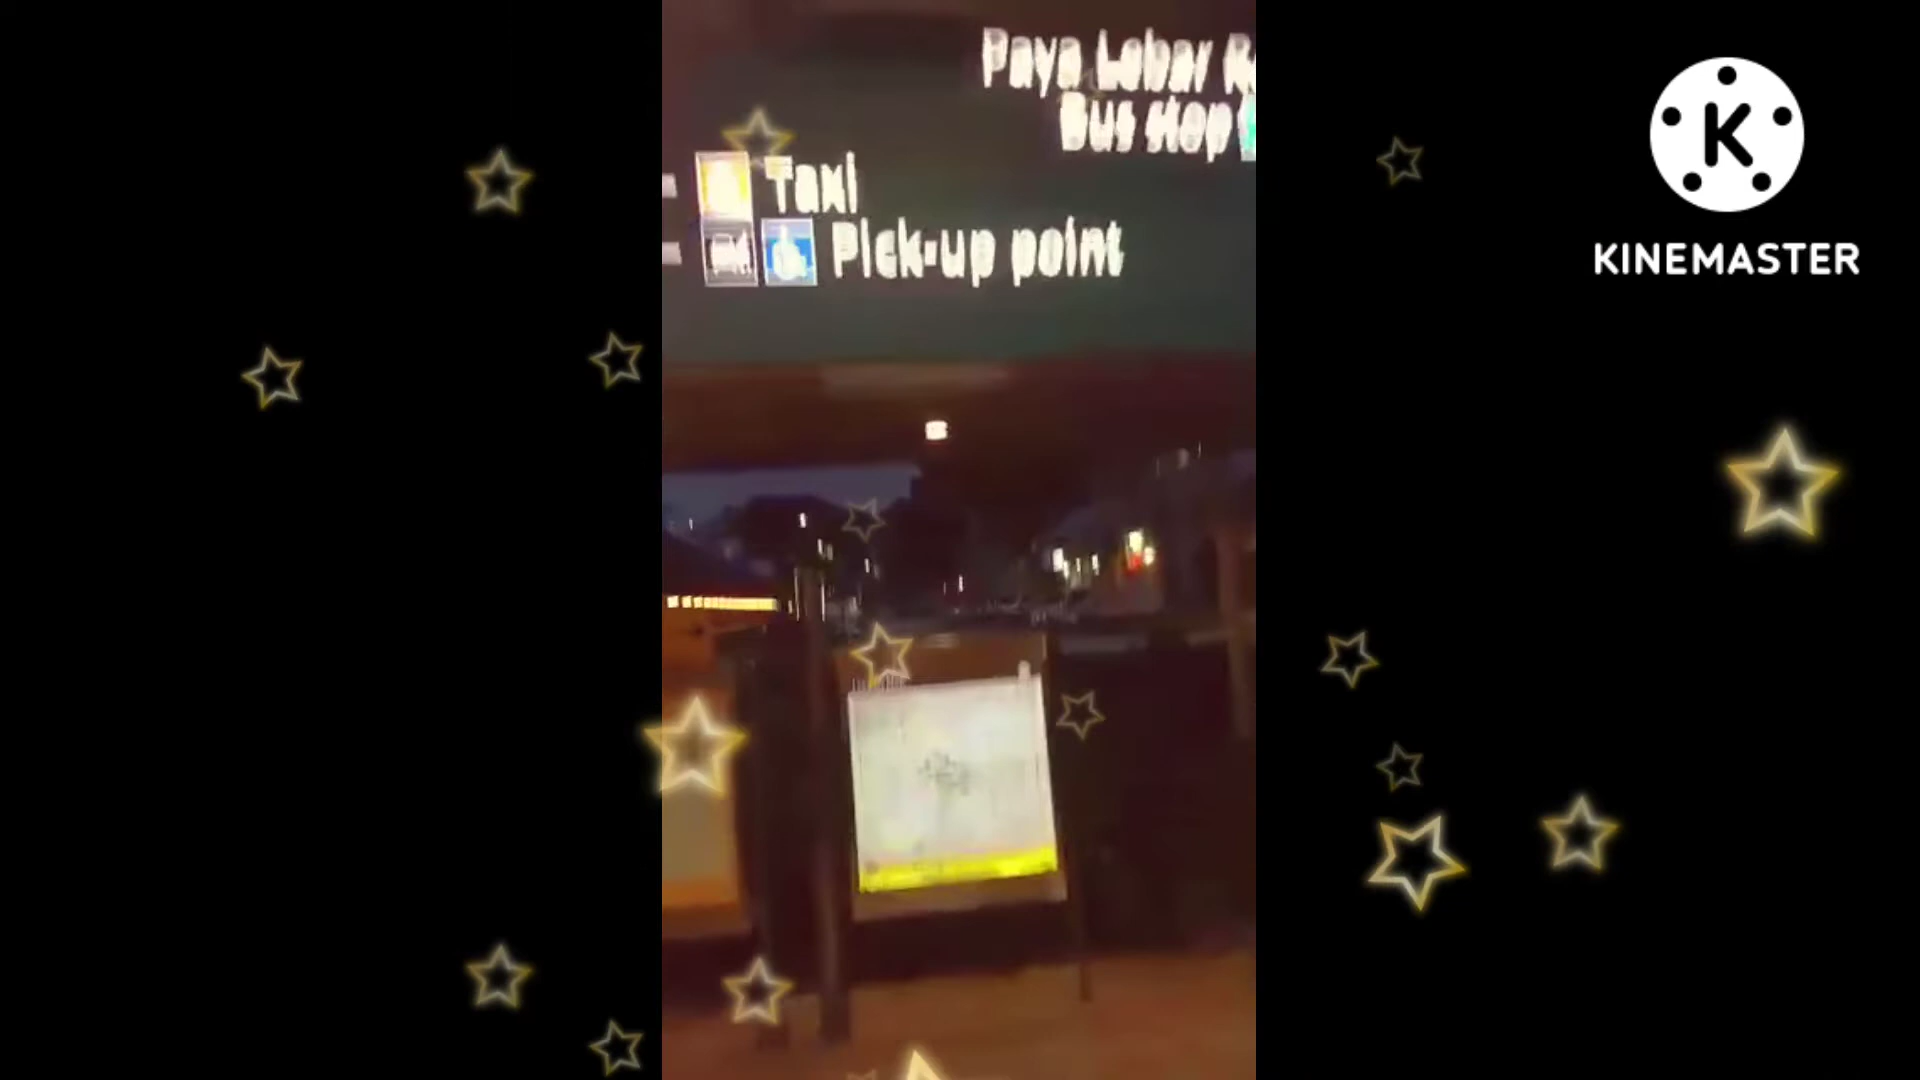 Paya Lebar R
Bus stop
Taxi
Pick-up point
K
KINEMASTER